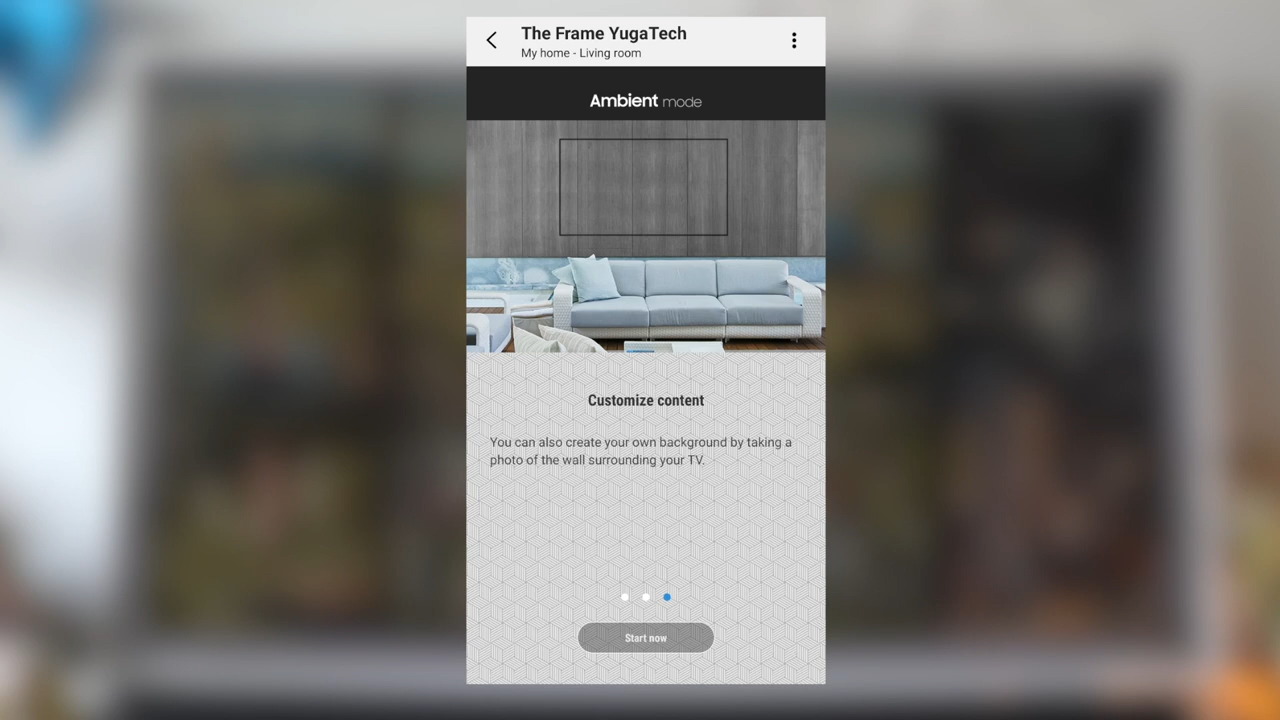 The Frame YugaTech
My home - Living room
Ambient mode
Customize content
You can also create your own background by taking a
photo of the wall surrounding your TV.
Start now